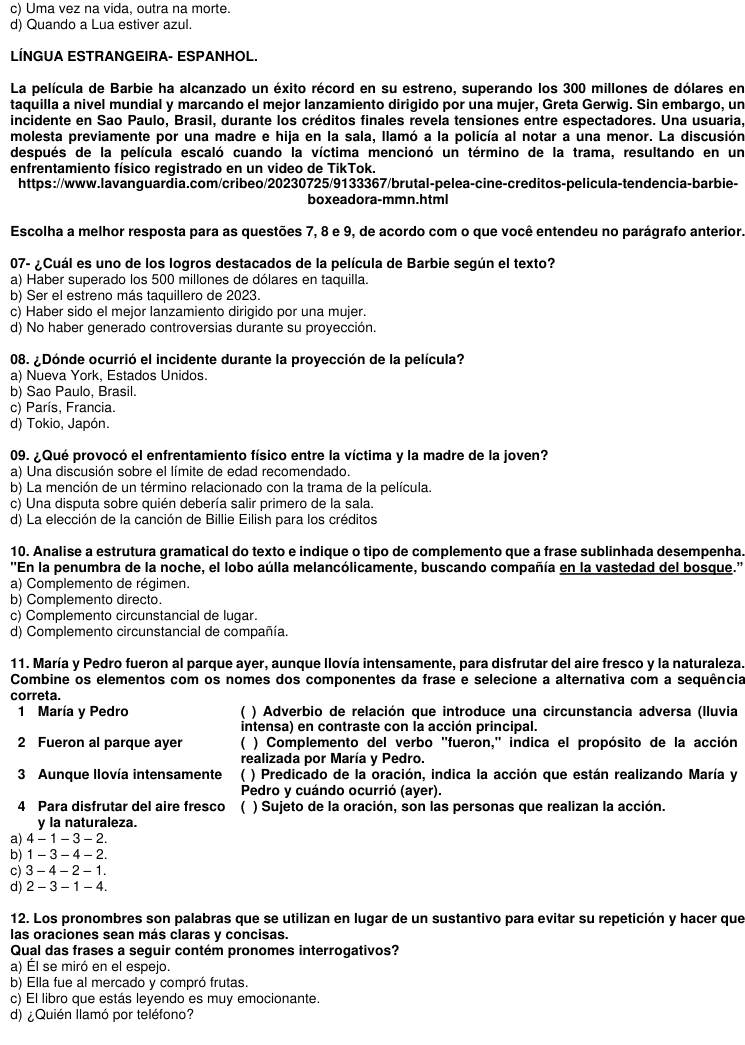 c) Uma vez na vida, outra na morte.
d) Quando a Lua estiver azul.
LÍNGUA ESTRANGEIRA- ESPANHOL.
La película de Barbie ha alcanzado un éxito récord en su estreno, superando los 300 millones de dólares en
taquilla a nivel mundial y marcando el mejor lanzamiento dirigido por una mujer, Greta Gerwig. Sin embargo, un
incidente en Sao Paulo, Brasil, durante los créditos finales revela tensiones entre espectadores. Una usuaria,
molesta previamente por una madre e hija en la sala, llamó a la policía al notar a una menor. La discusión
después de la película escaló cuando la víctima mencionó un término de la trama, resultando en un
enfrentamiento físico registrado en un video de TikTok.
https://www.lavanguardia.com/cribeo/20230725/9133367/brutal-pelea-cine-creditos-pelicula-tendencia-barbie-
boxeadora-mmn.html
Escolha a melhor resposta para as questões 7, 8 e 9, de acordo com o que você entendeu no parágrafo anterior.
07- ¿Cuál es uno de los logros destacados de la película de Barbie según el texto?
a) Haber superado los 500 millones de dólares en taquilla.
b) Ser el estreno más taquillero de 2023.
c) Haber sido el mejor lanzamiento dirigido por una mujer.
d) No haber generado controversias durante su proyección.
08. ¿Dónde ocurrió el incidente durante la proyección de la película?
a) Nueva York, Estados Unidos.
b) Sao Paulo, Brasil.
c) París, Francia.
d) Tokio, Japón.
09. ¿Qué provocó el enfrentamiento físico entre la víctima y la madre de la joven?
a) Una discusión sobre el límite de edad recomendado.
b) La mención de un término relacionado con la trama de la película.
c) Una disputa sobre quién debería salir primero de la sala.
d) La elección de la canción de Billie Eilish para los créditos
10. Analise a estrutura gramatical do texto e indique o tipo de complemento que a frase sublinhada desempenha.
"En la penumbra de la noche, el lobo aúlla melancólicamente, buscando compañía en la vastedad del bosque."
a) Complemento de régimen.
b) Complemento directo.
c) Complemento circunstancial de lugar.
d) Complemento circunstancial de compañía.
11. María y Pedro fueron al parque ayer, aunque llovía intensamente, para disfrutar del aire fresco y la naturaleza.
Combine os elementos com os nomes dos componentes da frase e selecione a alternativa com a sequência
correta.
1 María y Pedro ( ) Adverbio de relación que introduce una circunstancia adversa (lluvia
intensa) en contraste con la acción principal.
2 Fueron al parque ayer ( ) Complemento del verbo "fueron," indica el propósito de la acción
realizada por María y Pedro.
3 Aunque llovía intensamente ( ) Predicado de la oración, indica la acción que están realizando María y
Pedro y cuándo ocurrió (ayer).
4 Para disfrutar del aire fresco ( ) Sujeto de la oración, son las personas que realizan la acción.
y la naturaleza.
a) 4 – 1 – 3 – 2.
b) 1 – 3 – 4 – 2.
c) 3 – 4 – 2 – 1.
d) 2 – 3 – 1 – 4.
12. Los pronombres son palabras que se utilizan en lugar de un sustantivo para evitar su repetición y hacer que
las oraciones sean más claras y concisas.
Qual das frases a seguir contém pronomes interrogativos?
a) Él se miró en el espejo.
b) Ella fue al mercado y compró frutas.
c) El libro que estás leyendo es muy emocionante.
d) ¿Quién llamó por teléfono?